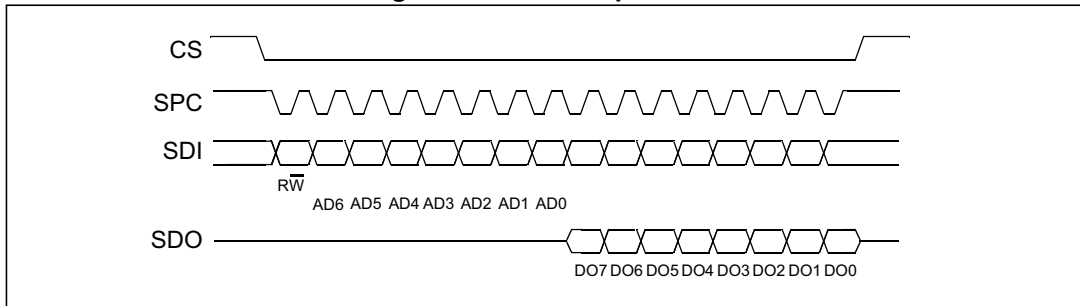 CS
SPC
SDI
RW̅
AD6 AD5 AD4 AD3 AD2 AD1 AD0
SDO
DO7 DO6 DO5 DO4 DO3 DO2 DO1 DO0